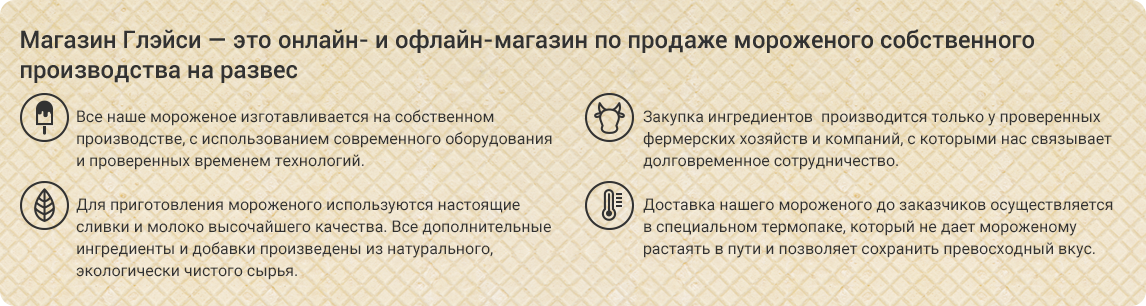 Магазин Глэйси — это онлайн- и офлайн-магазин по продаже мороженого собственного
производства на развес
Все наше мороженое изготавливается на собственном
производстве, с использованием современного оборудования
и проверенных временем технологий.
Закупка ингредиентов  производится только у проверенных
фермерских хозяйств и компаний, с которыми нас связывает
долговременное сотрудничество.
Для приготовления мороженого используются настоящие
сливки и молоко высочайшего качества. Все дополнительные
ингредиенты и добавки произведены из натурального,
экологически чистого сырья.
Доставка нашего мороженого до заказчиков осуществляется
в специальном термопаке, который не дает мороженому
растаять в пути и позволяет сохранить превосходный вкус.